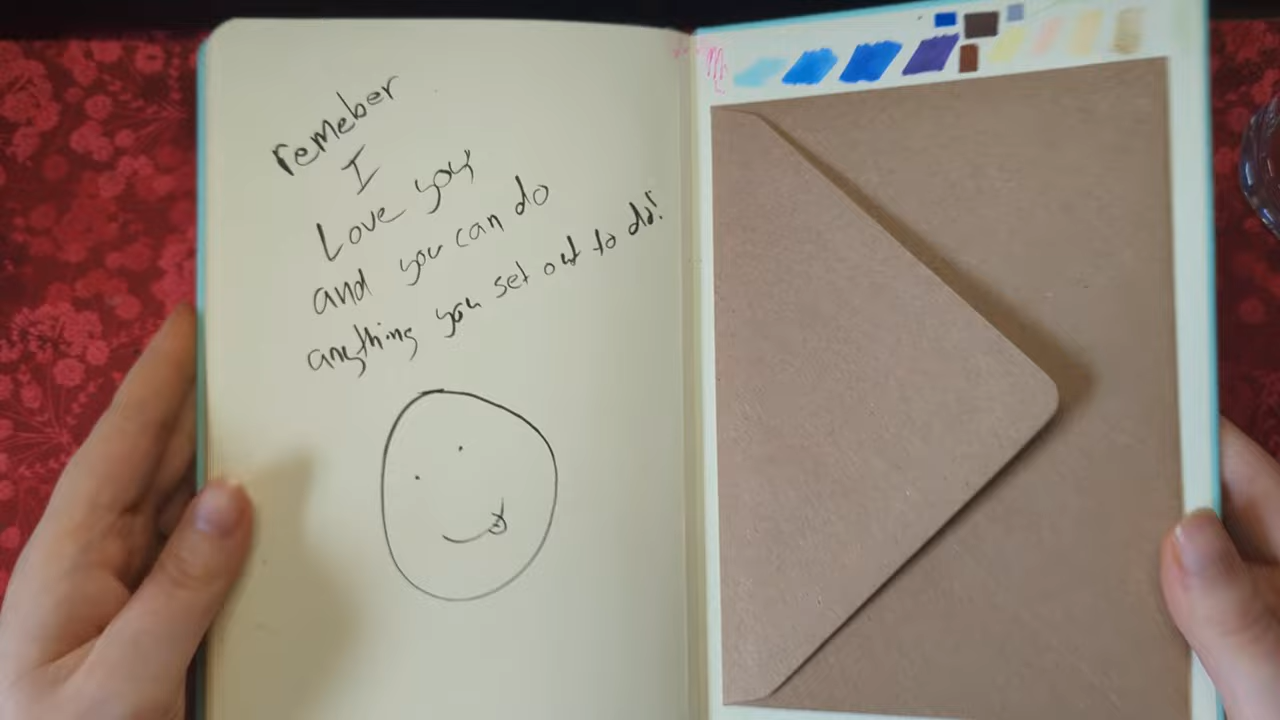 remeber
I
Love you
and you can do
anything you set out to do!